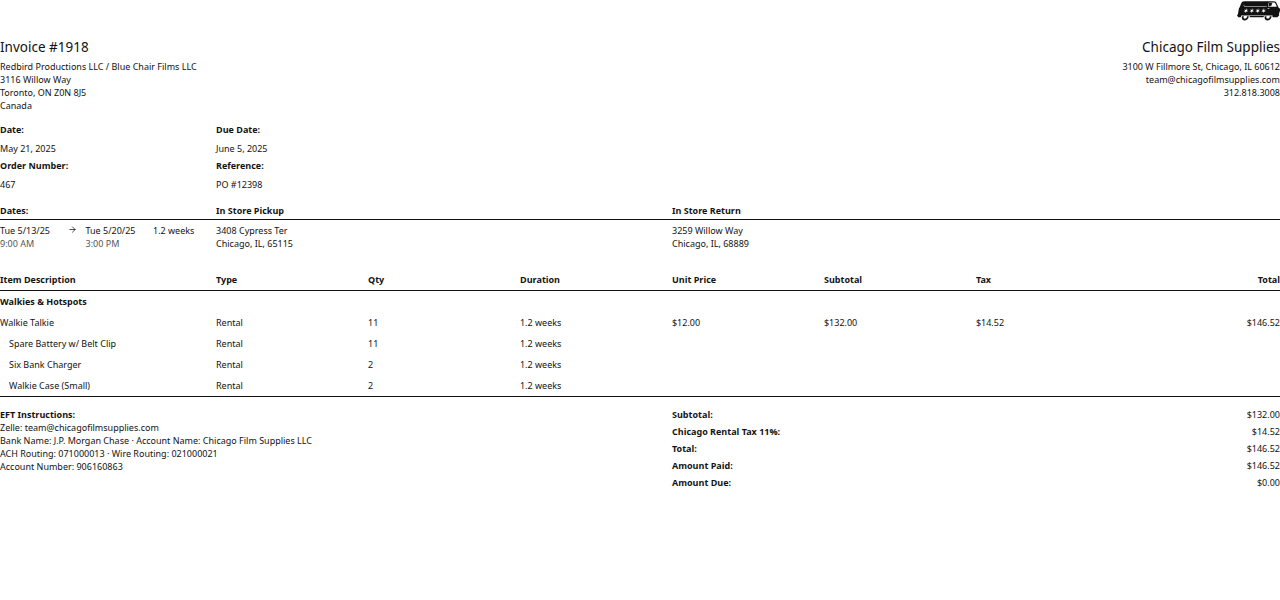 Invoice #1918
Chicago Film Supplies
Redbird Productions LLC / Blue Chair Films LLC
3116 Willow Way
Toronto, ON Z0N 8J5
Canada
3100 W Fillmore St, Chicago, IL 60612
team@chicagofilmsupplies.com
312.818.3008
Date: Due Date:
May 21, 2025 June 5, 2025
Order Number: Reference:
467 PO #12398
Dates: In Store Pickup In Store Return
Tue 5/13/25 → Tue 5/20/25 1.2 weeks 3408 Cypress Ter 3259 Willow Way
9:00 AM 3:00 PM Chicago, IL, 65115 Chicago, IL, 68889
Item Description Type Qty Duration Unit Price Subtotal Tax Total
Walkies & Hotspots
Walkie Talkie Rental 11 1.2 weeks $12.00 $132.00 $14.52 $146.52
Spare Battery w/ Belt Clip Rental 11 1.2 weeks
Six Bank Charger Rental 2 1.2 weeks
Walkie Case (Small) Rental 2 1.2 weeks
EFT Instructions:
Zelle: team@chicagofilmsupplies.com
Bank Name: J.P. Morgan Chase · Account Name: Chicago Film Supplies LLC
ACH Routing: 071000013 · Wire Routing: 021000021
Account Number: 906160863
Subtotal: $132.00
Chicago Rental Tax 11%: $14.52
Total: $146.52
Amount Paid: $146.52
Amount Due: $0.00